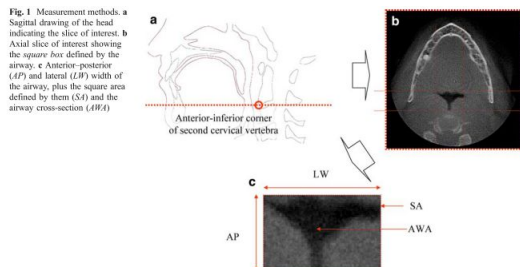 Fig. 1 Measurement methods. a
Sagittal drawing of the head
indicating the slice of interest. b
Axial slice of interest showing
the square box defined by the
airway. c Anterior–posterior
(AP) and lateral (LW) width of
the airway, plus the square area
defined by them (SA) and the
airway cross-section (AWA)
a
Anterior-inferior corner
of second cervical vertebra
b
c
LW
AP
SA
AWA